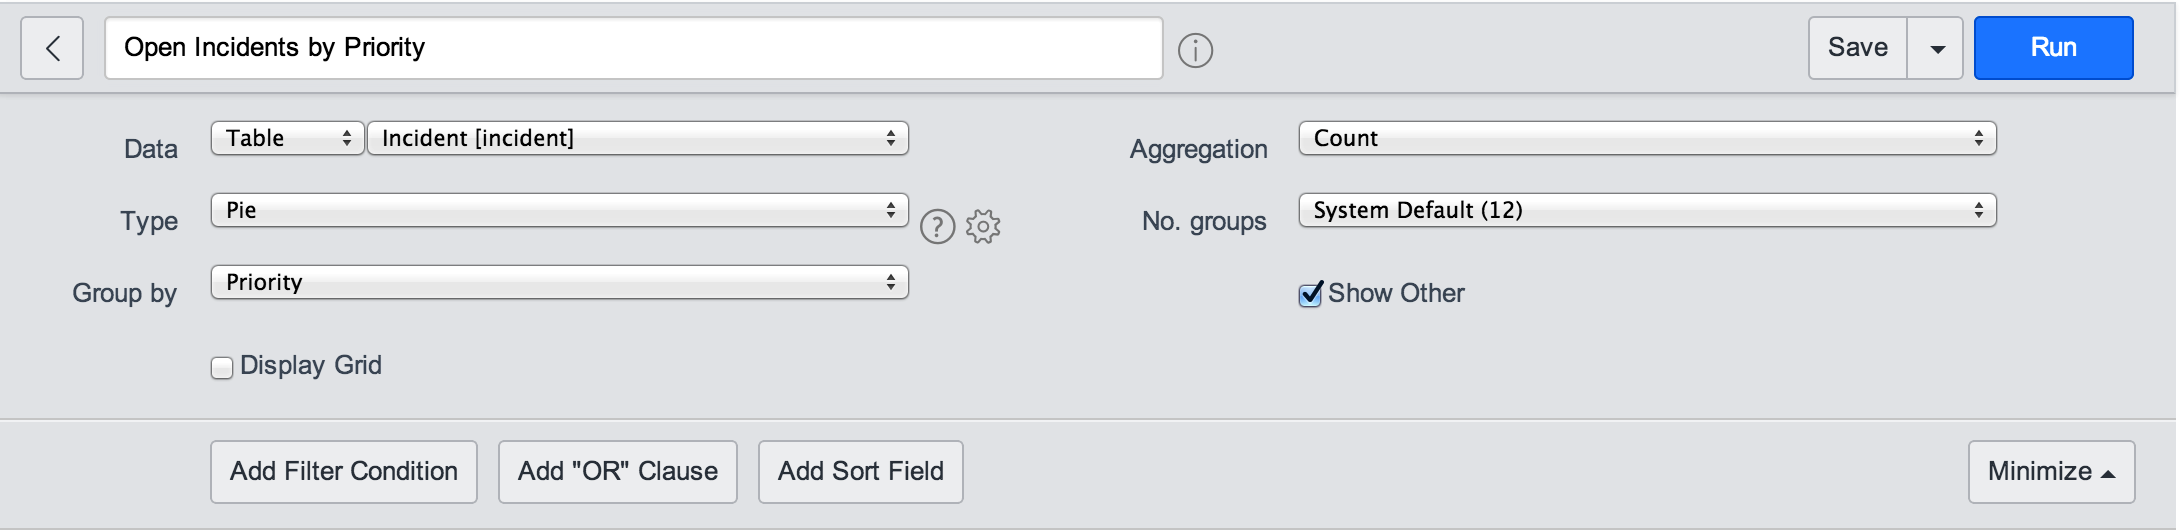 Open Incidents by Priority
Save
Run
Data Table Incident [incident]
Aggregation Count
Type Pie
No. groups System Default (12)
Group by Priority
Show Other
Display Grid
Add Filter Condition
Add "OR" Clause
Add Sort Field
Minimize